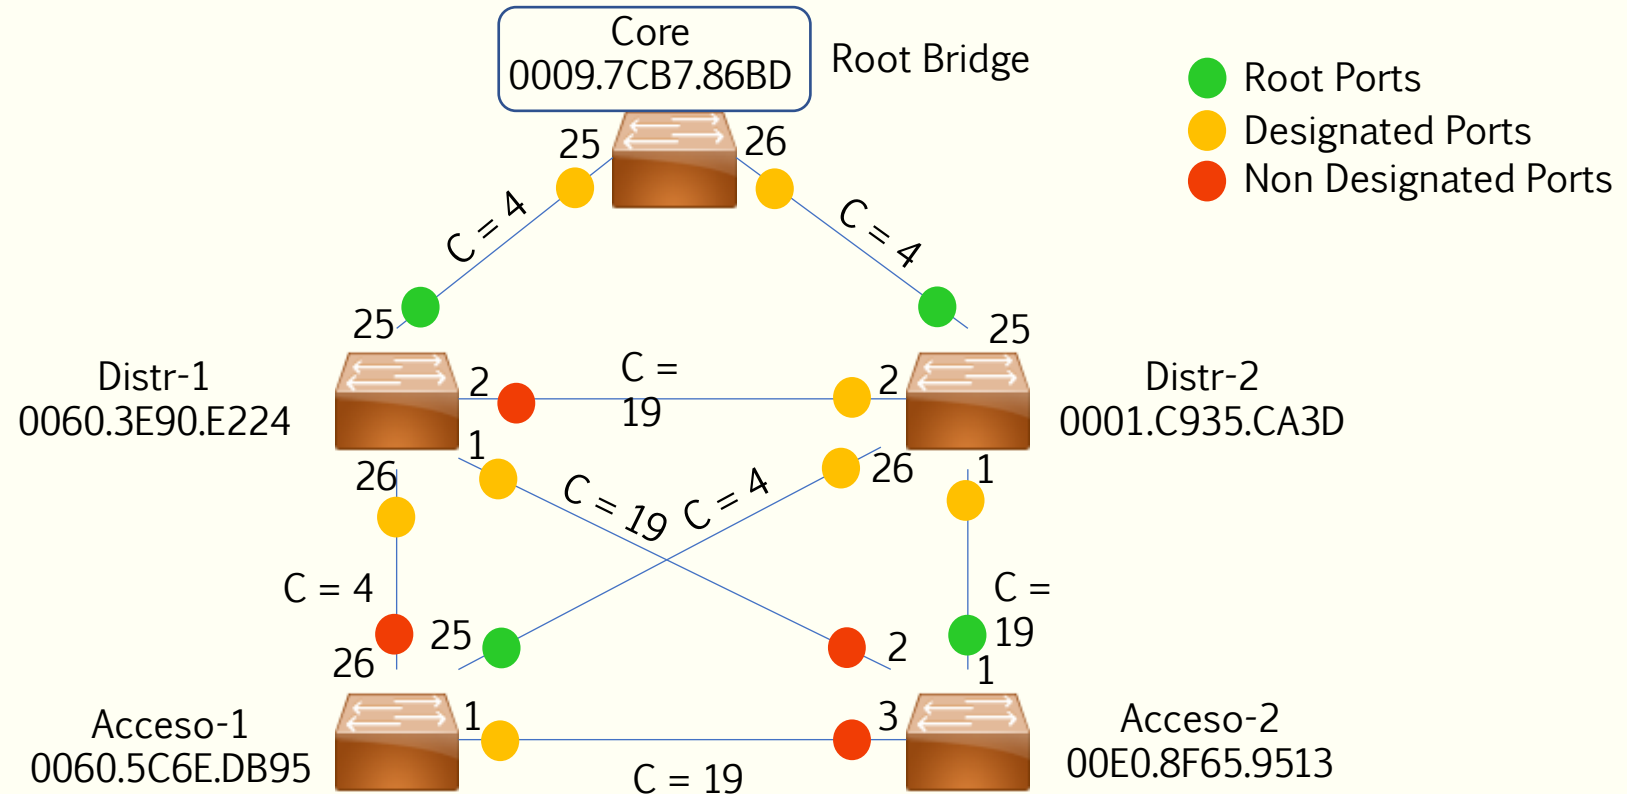 Core
0009.7CB7.86BD
Root Bridge
Root Ports
Designated Ports
Non Designated Ports
25
26
C = 4
C = 4
25
25
Distr-1
0060.3E90.E224
2
C =
19
2
Distr-2
0001.C935.CA3D
1
26
C = 19
C = 4
26
1
C = 4
C =
19
25
26
2
1
Acceso-1
0060.5C6E.DB95
1
C = 19
3
Acceso-2
00E0.8F65.9513